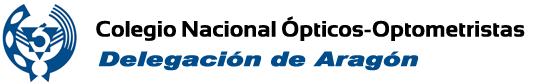 Colegio Nacional Ópticos-Optometristas
Delegación de Aragón